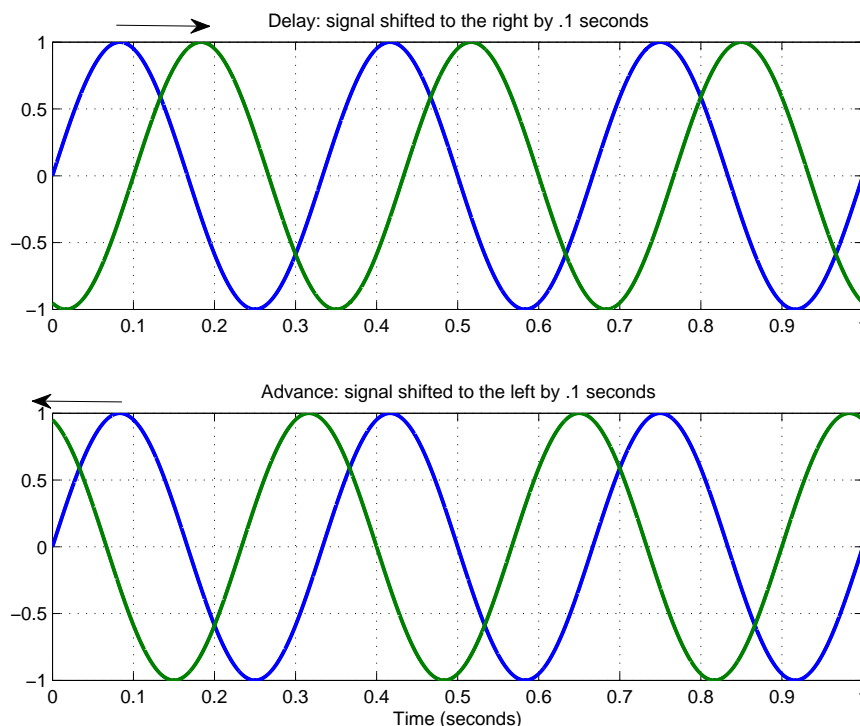 Delay: signal shifted to the right by .1 seconds
1
0.5
0
−0.5
−1
0 0.1 0.2 0.3 0.4 0.5 0.6 0.7 0.8 0.9 1
Advance: signal shifted to the left by .1 seconds
1
0.5
0
−0.5
−1
0 0.1 0.2 0.3 0.4 0.5 0.6 0.7 0.8 0.9 1
Time (seconds)